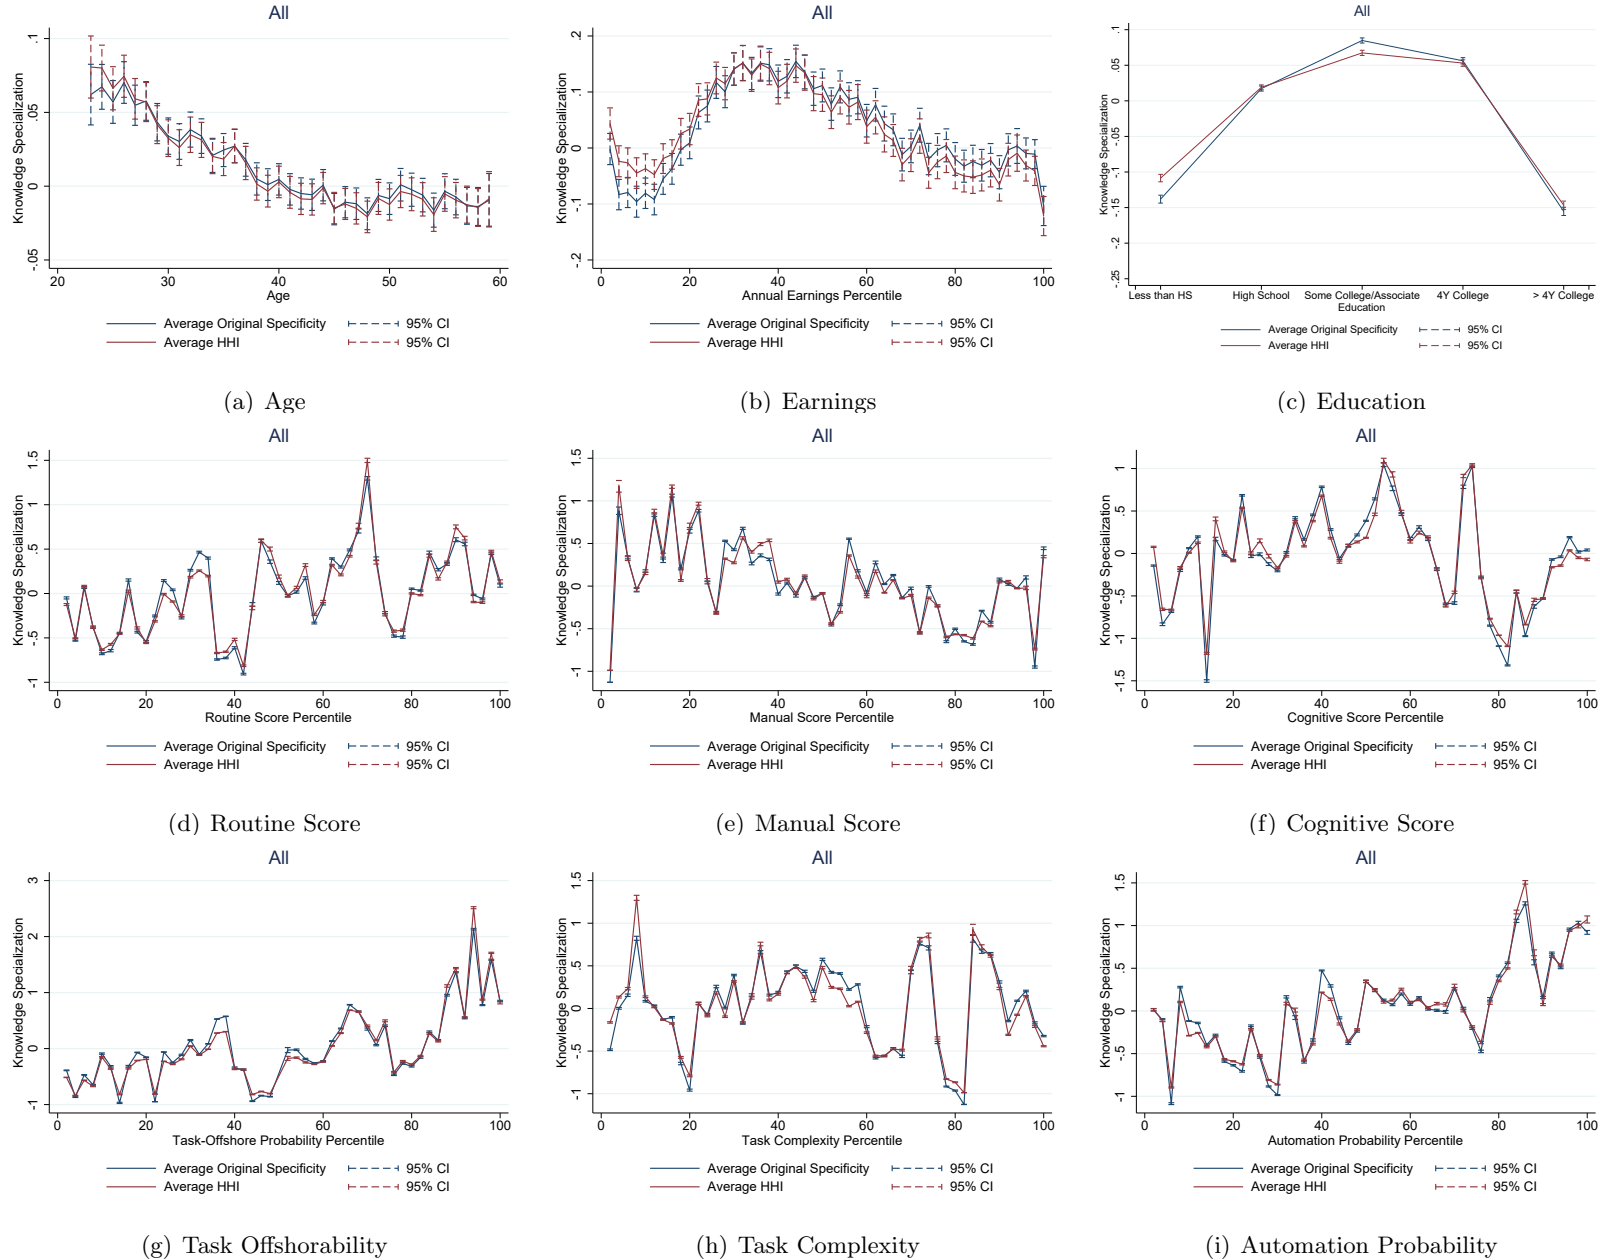 All
All
All
Knowledge Specialization
.1
.05
0
-.05
20
30
40
50
60
Age
Average Original Specificity
95% CI
Average HHI
95% CI
(a) Age
Knowledge Specialization
.2
.1
0
-.1
-.2
0
20
40
60
80
100
Annual Earnings Percentile
Average Original Specificity
95% CI
Average HHI
95% CI
(b) Earnings
Knowledge Specialization
.1
.05
0
-.05
-.1
-.15
-.2
-.25
Less than HS
High School
Some College/Associate
4Y College
> 4Y College
Education
Average Original Specificity
95% CI
Average HHI
95% CI
(c) Education
All
All
All
Knowledge Specialization
1.5
1
.5
0
-.5
-1
0
20
40
60
80
100
Routine Score Percentile
Average Original Specificity
95% CI
Average HHI
95% CI
(d) Routine Score
Knowledge Specialization
1.5
1
.5
0
-.5
-1
0
20
40
60
80
100
Manual Score Percentile
Average Original Specificity
95% CI
Average HHI
95% CI
(e) Manual Score
Knowledge Specialization
1
.5
0
-.5
-1
-1.5
0
20
40
60
80
100
Cognitive Score Percentile
Average Original Specificity
95% CI
Average HHI
95% CI
(f) Cognitive Score
All
All
All
Knowledge Specialization
3
2
1
0
-1
0
20
40
60
80
100
Task-Offshore Probability Percentile
Average Original Specificity
95% CI
Average HHI
95% CI
(g) Task Offshorability
Knowledge Specialization
1.5
1
.5
0
-.5
-1
0
20
40
60
80
100
Task Complexity Percentile
Average Original Specificity
95% CI
Average HHI
95% CI
(h) Task Complexity
Knowledge Specialization
1.5
1
.5
0
-.5
-1
0
20
40
60
80
100
Automation Probability Percentile
Average Original Specificity
95% CI
Average HHI
95% CI
(i) Automation Probability